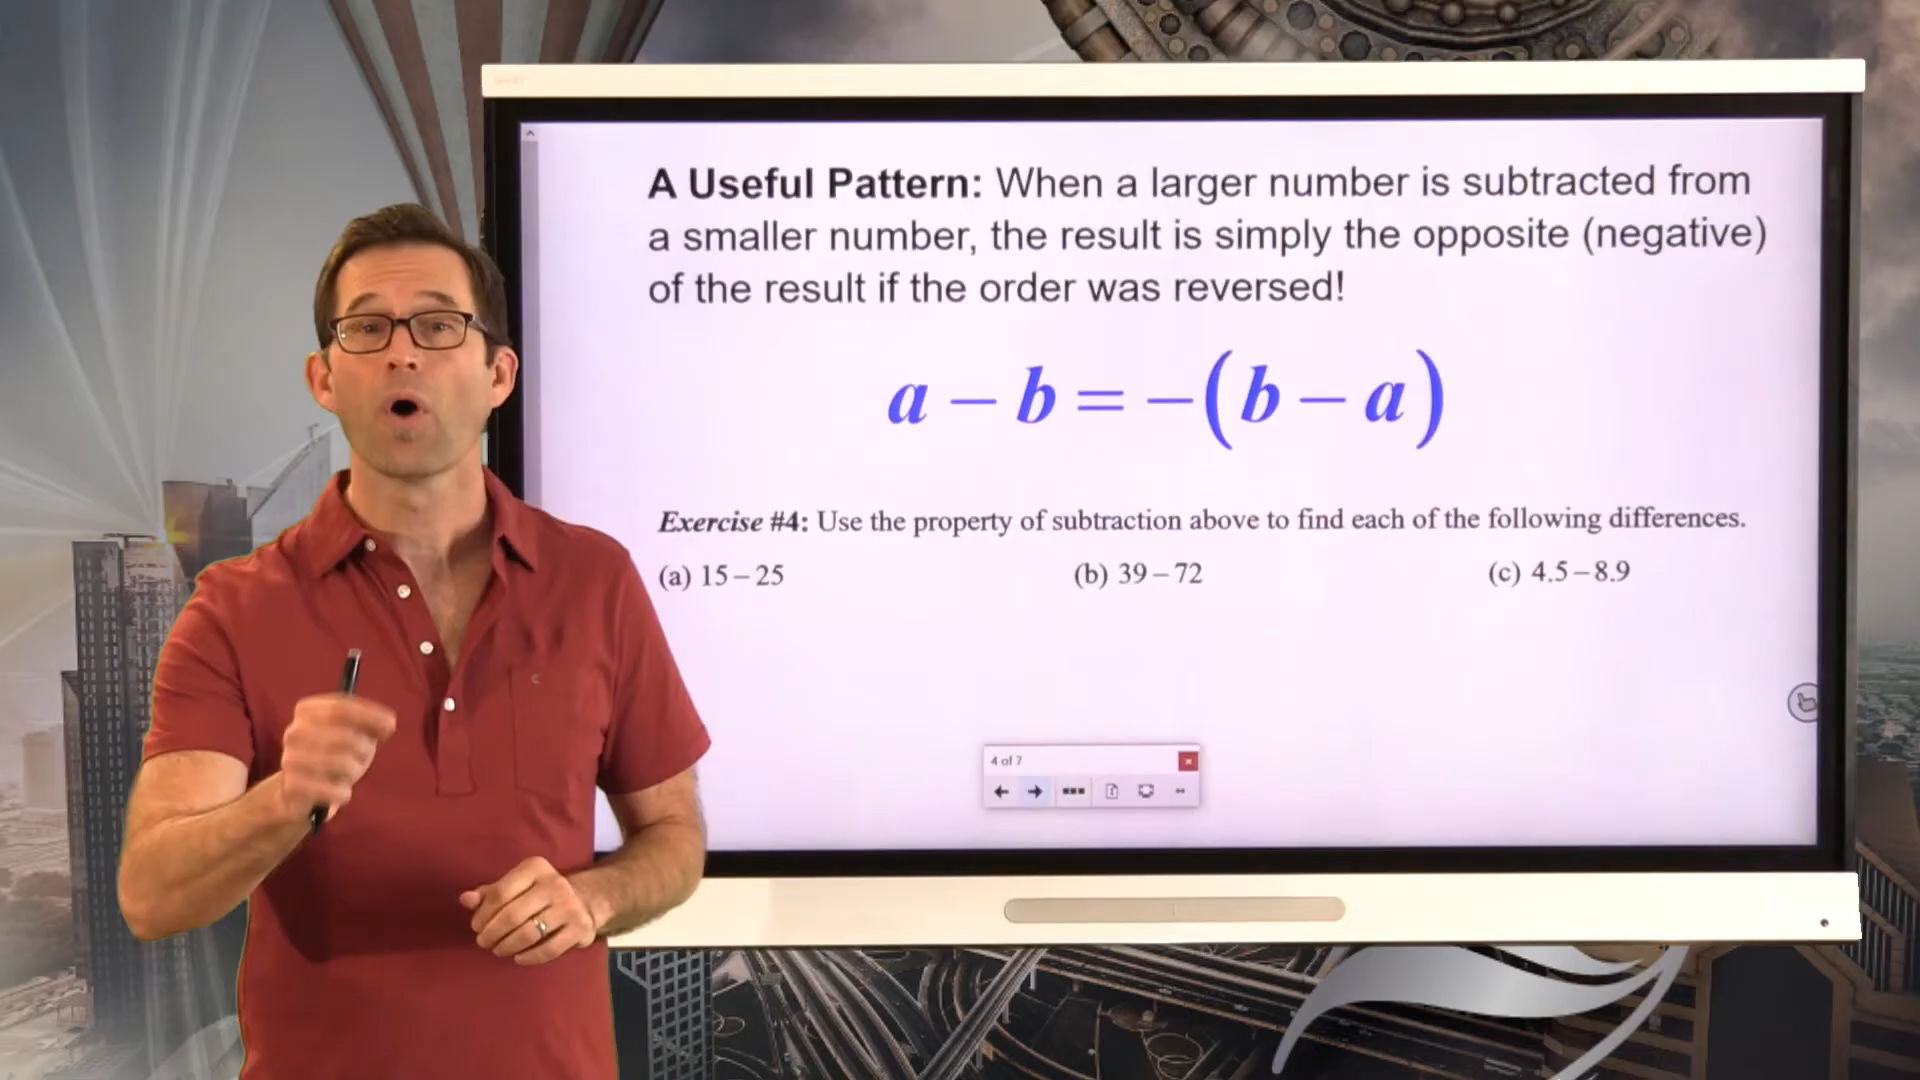 A Useful Pattern: When a larger number is subtracted from
a smaller number, the result is simply the opposite (negative)
of the result if the order was reversed!
a − b = −(b − a)
Exercise #4: Use the property of subtraction above to find each of the following differences.
(a) 15 – 25 (b) 39 – 72 (c) 4.5 – 8.9
4 of 7